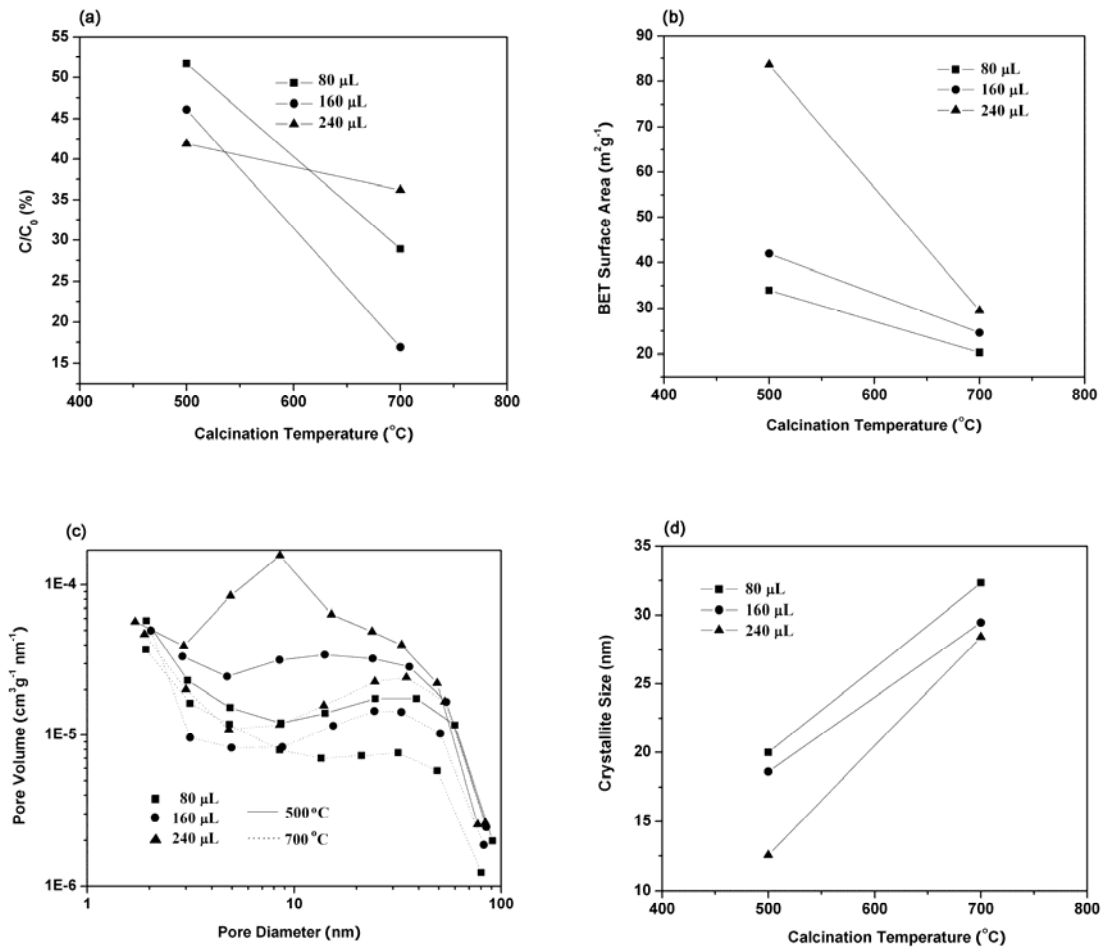 (a)
55
50
45
40
35
30
25
20
15
C/C0 (%)
80 µL
160 µL
240 µL
400 500 600 700 800
Calcination Temperature (°C)
(b)
90
80
70
60
50
40
30
20
BET Surface Area (m²g⁻¹)
80 µL
160 µL
240 µL
400 500 600 700 800
Calcination Temperature (°C)
(c)
1E-4
1E-5
1E-6
Pore Volume (cm³g⁻¹ nm⁻¹)
80 µL
160 µL
240 µL
500 °C
700 °C
1 10 100
Pore Diameter (nm)
(d)
35
30
25
20
15
10
Crystallite Size (nm)
80 µL
160 µL
240 µL
400 500 600 700 800
Calcination Temperature (°C)